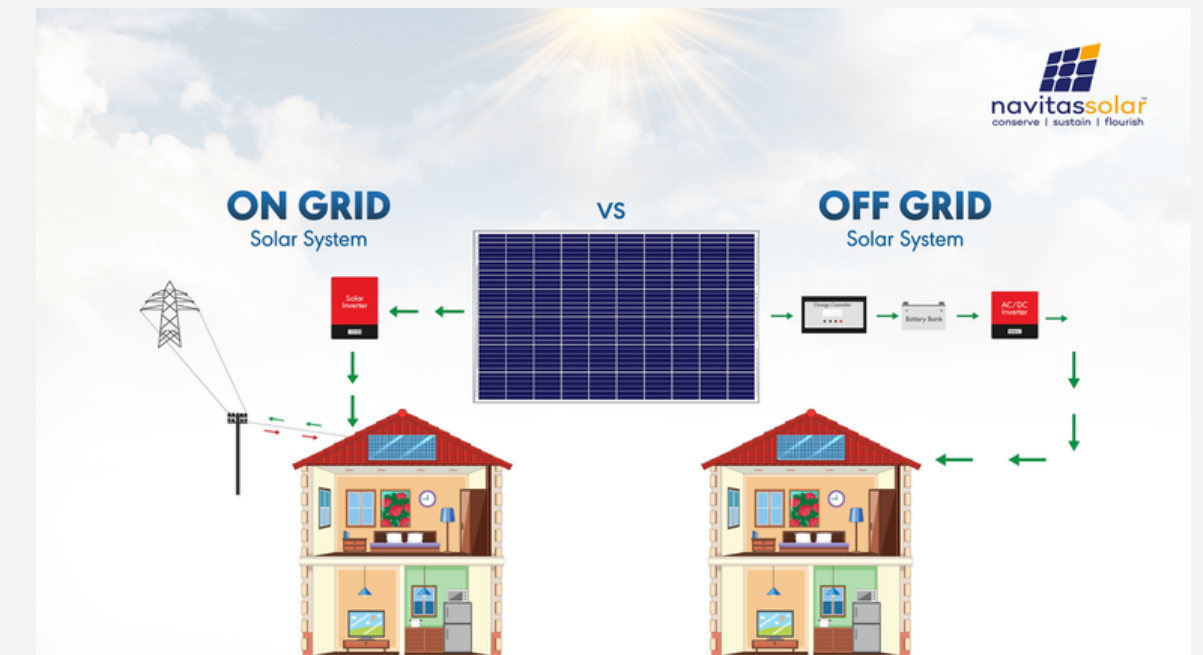 navitassolar
conserve | sustain | flourish
ON GRID
Solar System
VS
OFF GRID
Solar System
Solar
Inverter
Charge Controller
Battery Bank
AC/DC
Inverter